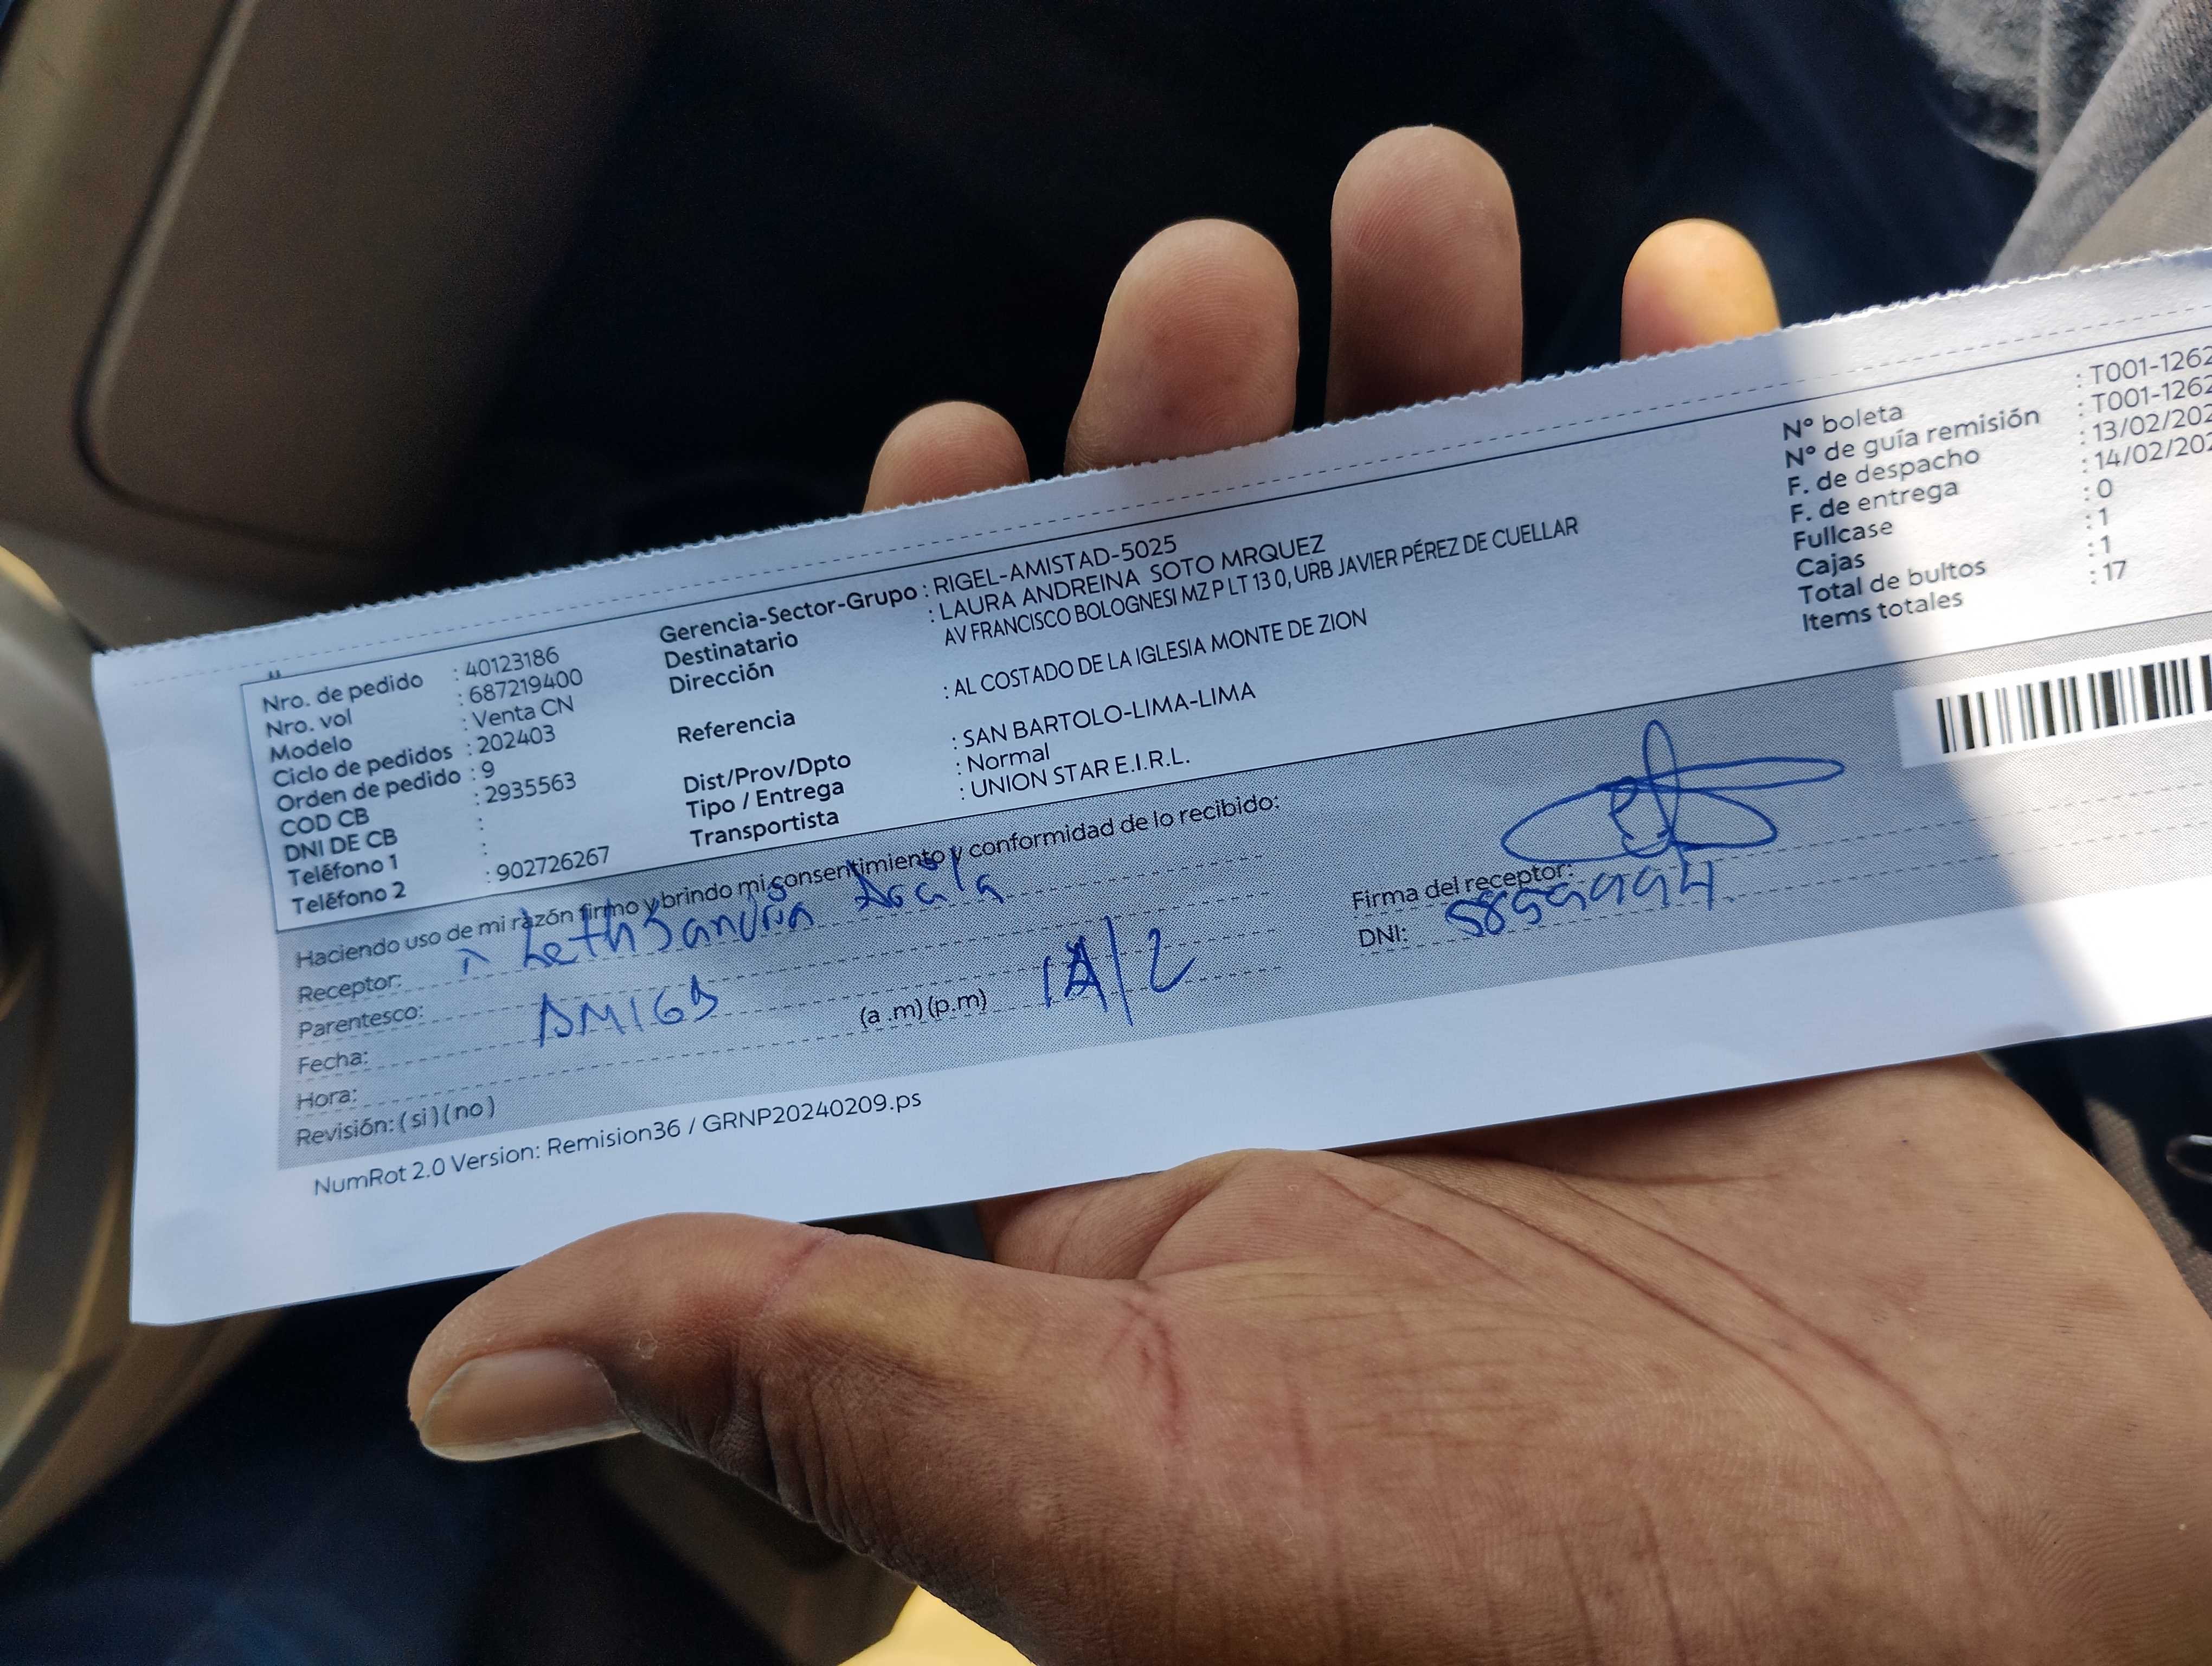 Nro. de pedido : 40123186
Nro. vol : 687219400
Modelo : Venta CN
Ciclo de pedidos : 202403
Orden de pedido : 9
COD CB : 2935563
DNI DE CB :
Teléfono 1 :
Teléfono 2 : 902726267
Gerencia-Sector-Grupo : RIGEL-AMISTAD-5025
Destinatario : LAURA ANDREINA SOTO MRQUEZ
Dirección AV FRANCISCO BOLOGNESI MZ P LT 13 0, URB JAVIER PÉREZ DE CUELLAR
Referencia : AL COSTADO DE LA IGLESIA MONTE DE ZION
Dist/Prov/Dpto : SAN BARTOLO-LIMA-LIMA
Tipo / Entrega : Normal
Transportista : UNION STAR E.I.R.L.
N° boleta : T001-1262
N° de guía remisión : T001-1262
F. de despacho : 13/02/202
F. de entrega : 14/02/202
Fullcase : 0
Cajas : 1
Total de bultos : 1
Items totales : 17
Haciendo uso de mi razón firmo y brindo mi consentimiento y conformidad de lo recibido:
Receptor:
Parentesco: AMIGO
Fecha:
Hora: (a .m) (p.m) 14/2
Revisión: ( si ) ( no )
Firma del receptor:
DNI:
NumRot 2.0 Version: Remision36 / GRNP20240209.ps